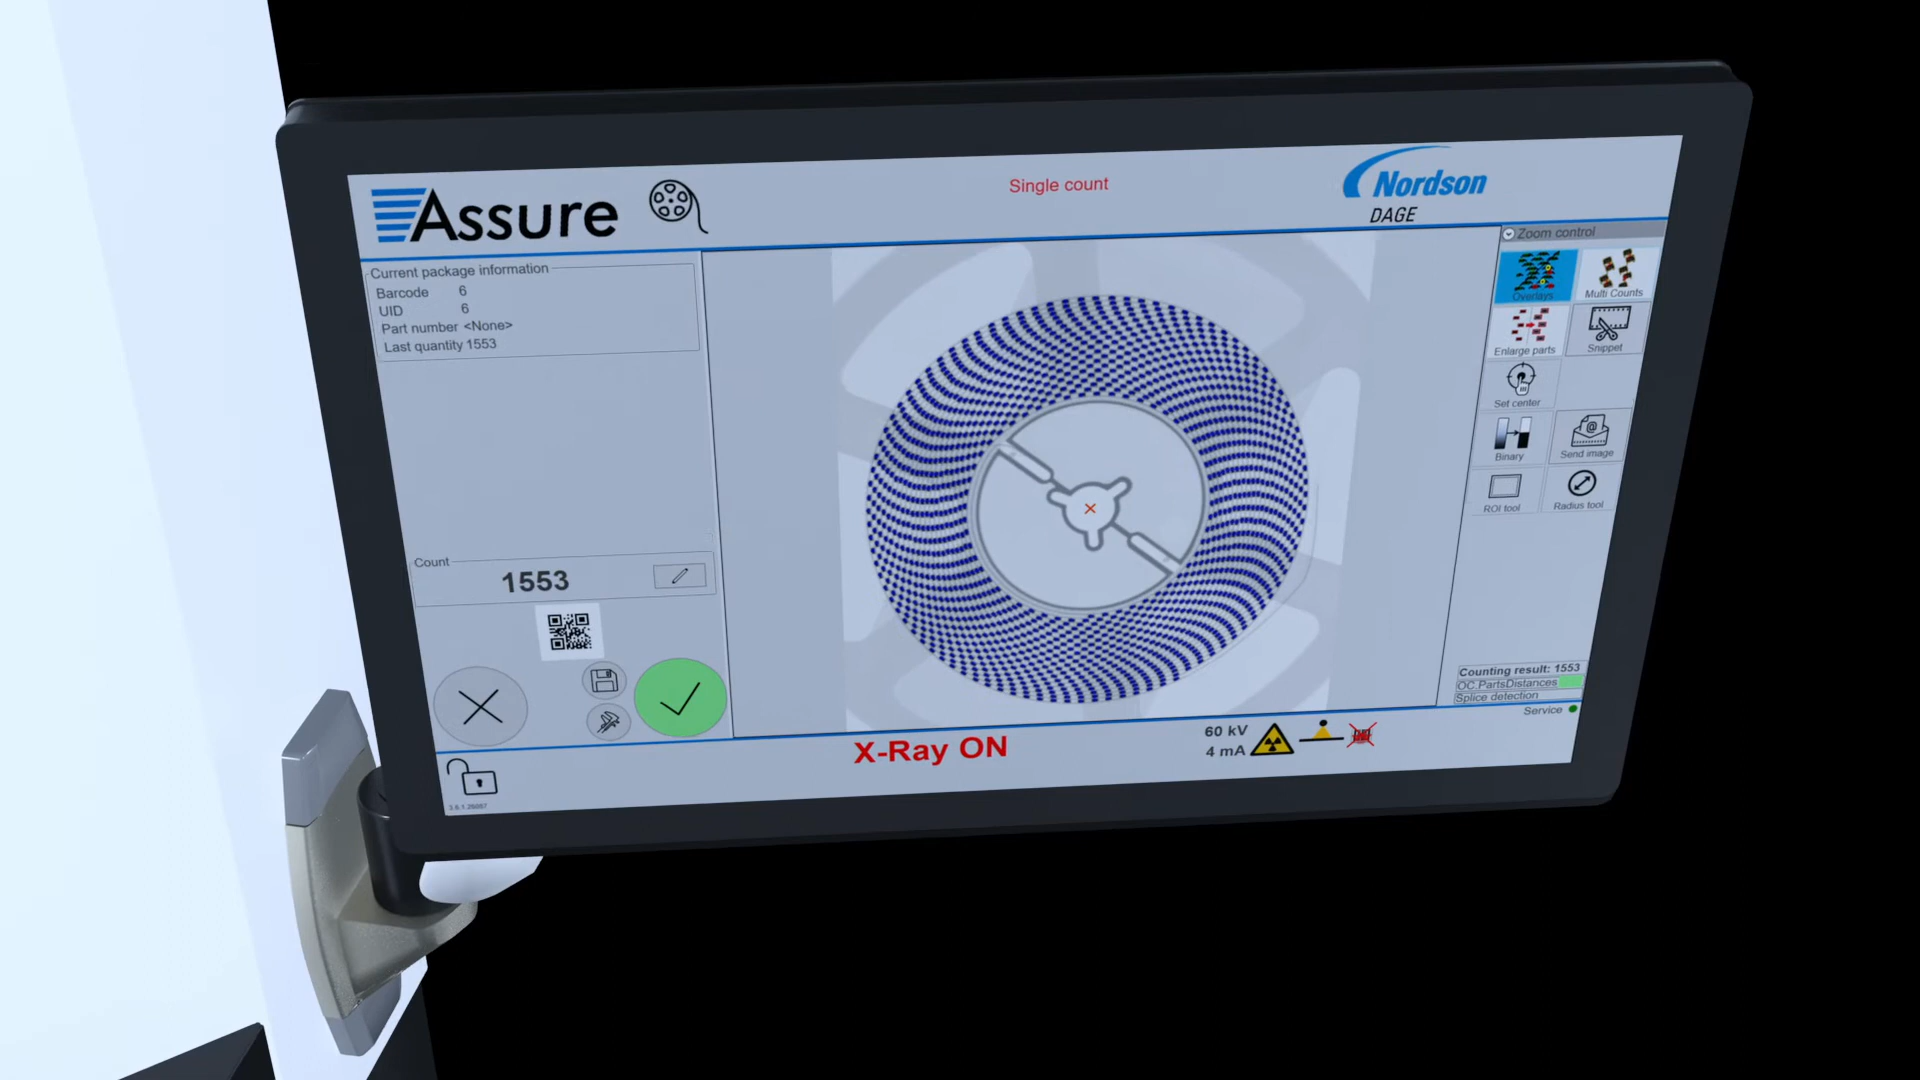 Assure
Single count
Nordson
DAGE
Current package information
Barcode 6
UID 6
Part number <None>
Last quantity 1553
Count
1553
Zoom control
Overlays
Multi Counts
Enlarge parts
Snippet
Set center
Binary
Send image
ROI tool
Radius tool
Counting result: 1553
OC.PartsDistances
Splice detection
Service
X-Ray ON
60 kV
4 mA